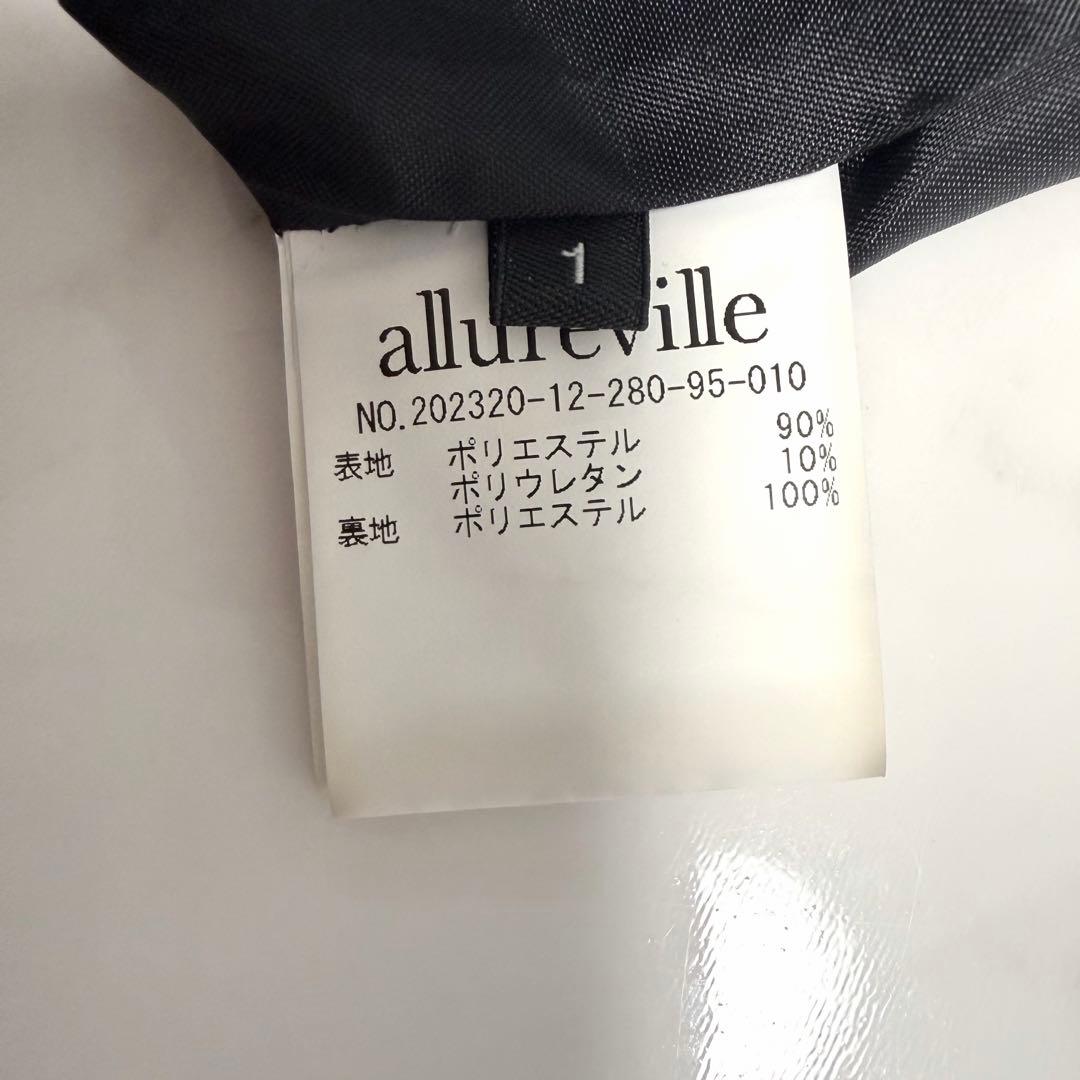 1
allureville
NO.202320-12-280-95-010
表地 ポリエステル 90%
ポリウレタン 10%
裏地 ポリエステル 100%